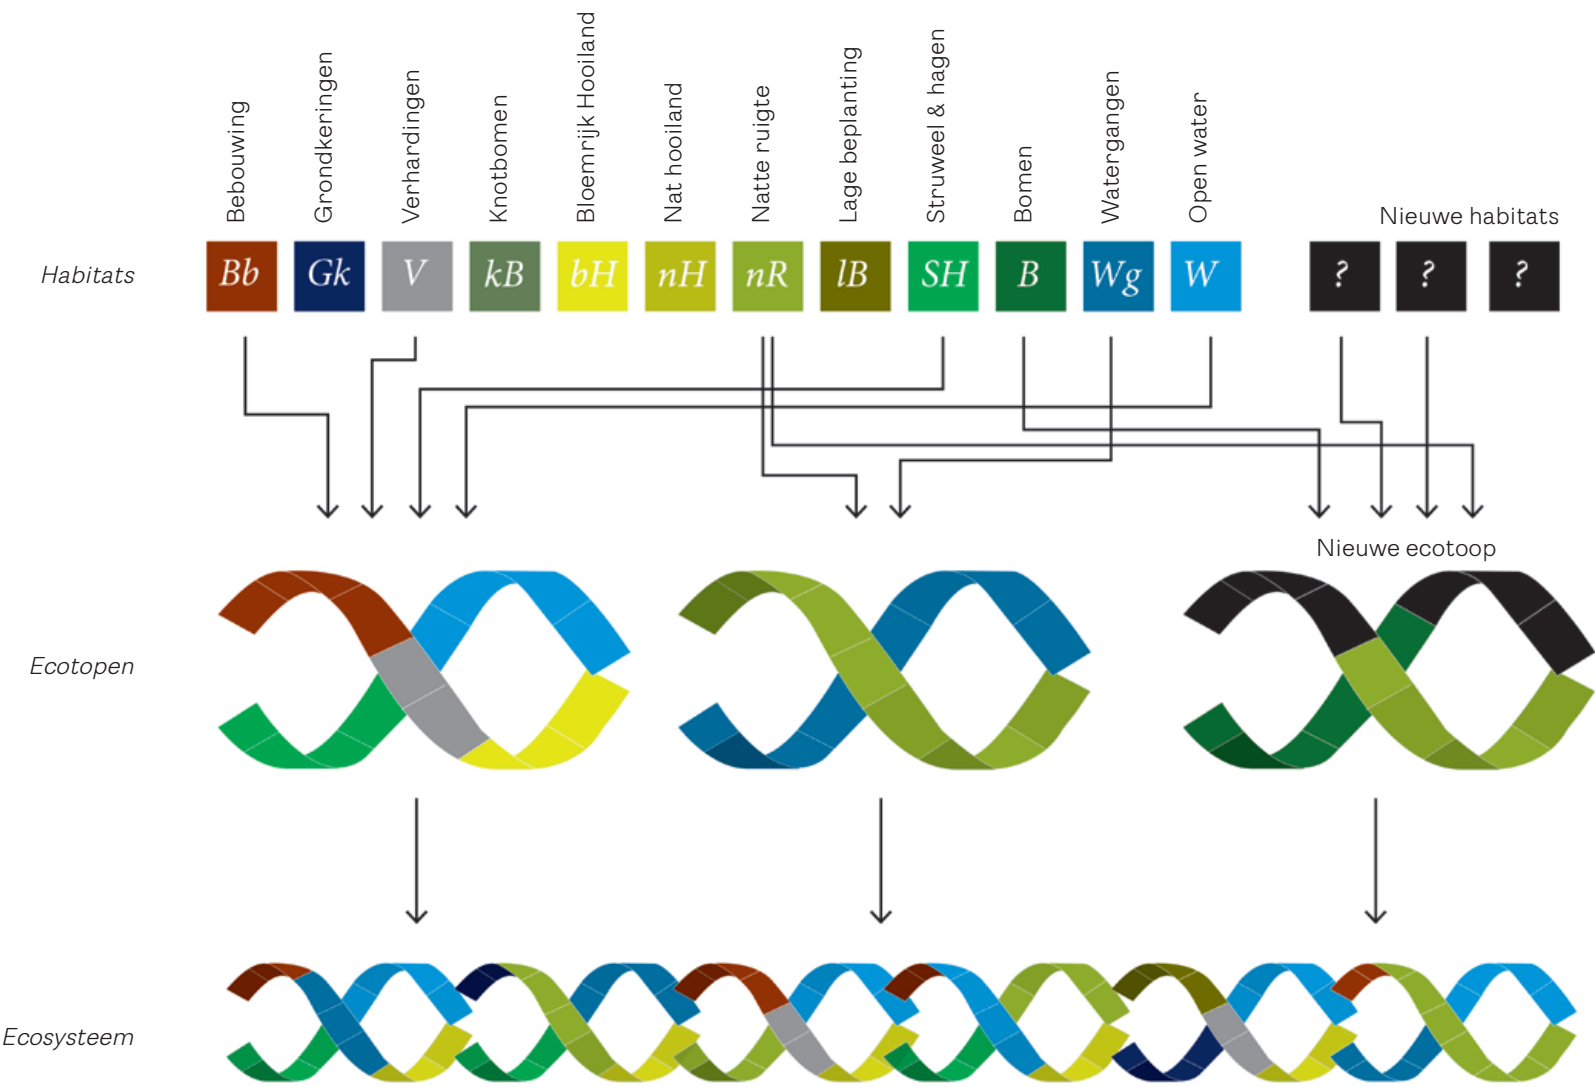 Bebouwing
Grondkeringen
Verhardingen
Knotbomen
Bloemrijk Hooiland
Nat hooiland
Natte ruigte
Lage beplanting
Struweel & hagen
Bomen
Watergangen
Open water
Nieuwe habitats
Habitats
Bb
Gk
V
kB
bH
nH
nR
lB
SH
B
Wg
W
?
?
?
Nieuwe ecotoop
Ecotopen
Ecosysteem